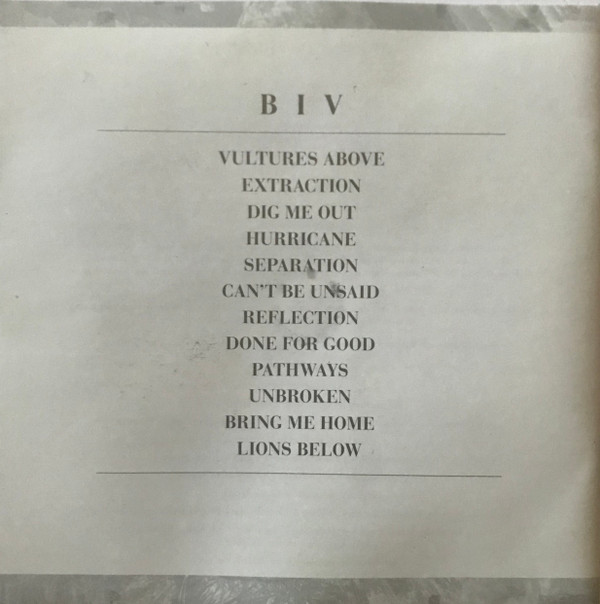 B I V
VULTURES ABOVE
EXTRACTION
DIG ME OUT
HURRICANE
SEPARATION
CAN'T BE UNSAID
REFLECTION
DONE FOR GOOD
PATHWAYS
UNBROKEN
BRING ME HOME
LIONS BELOW